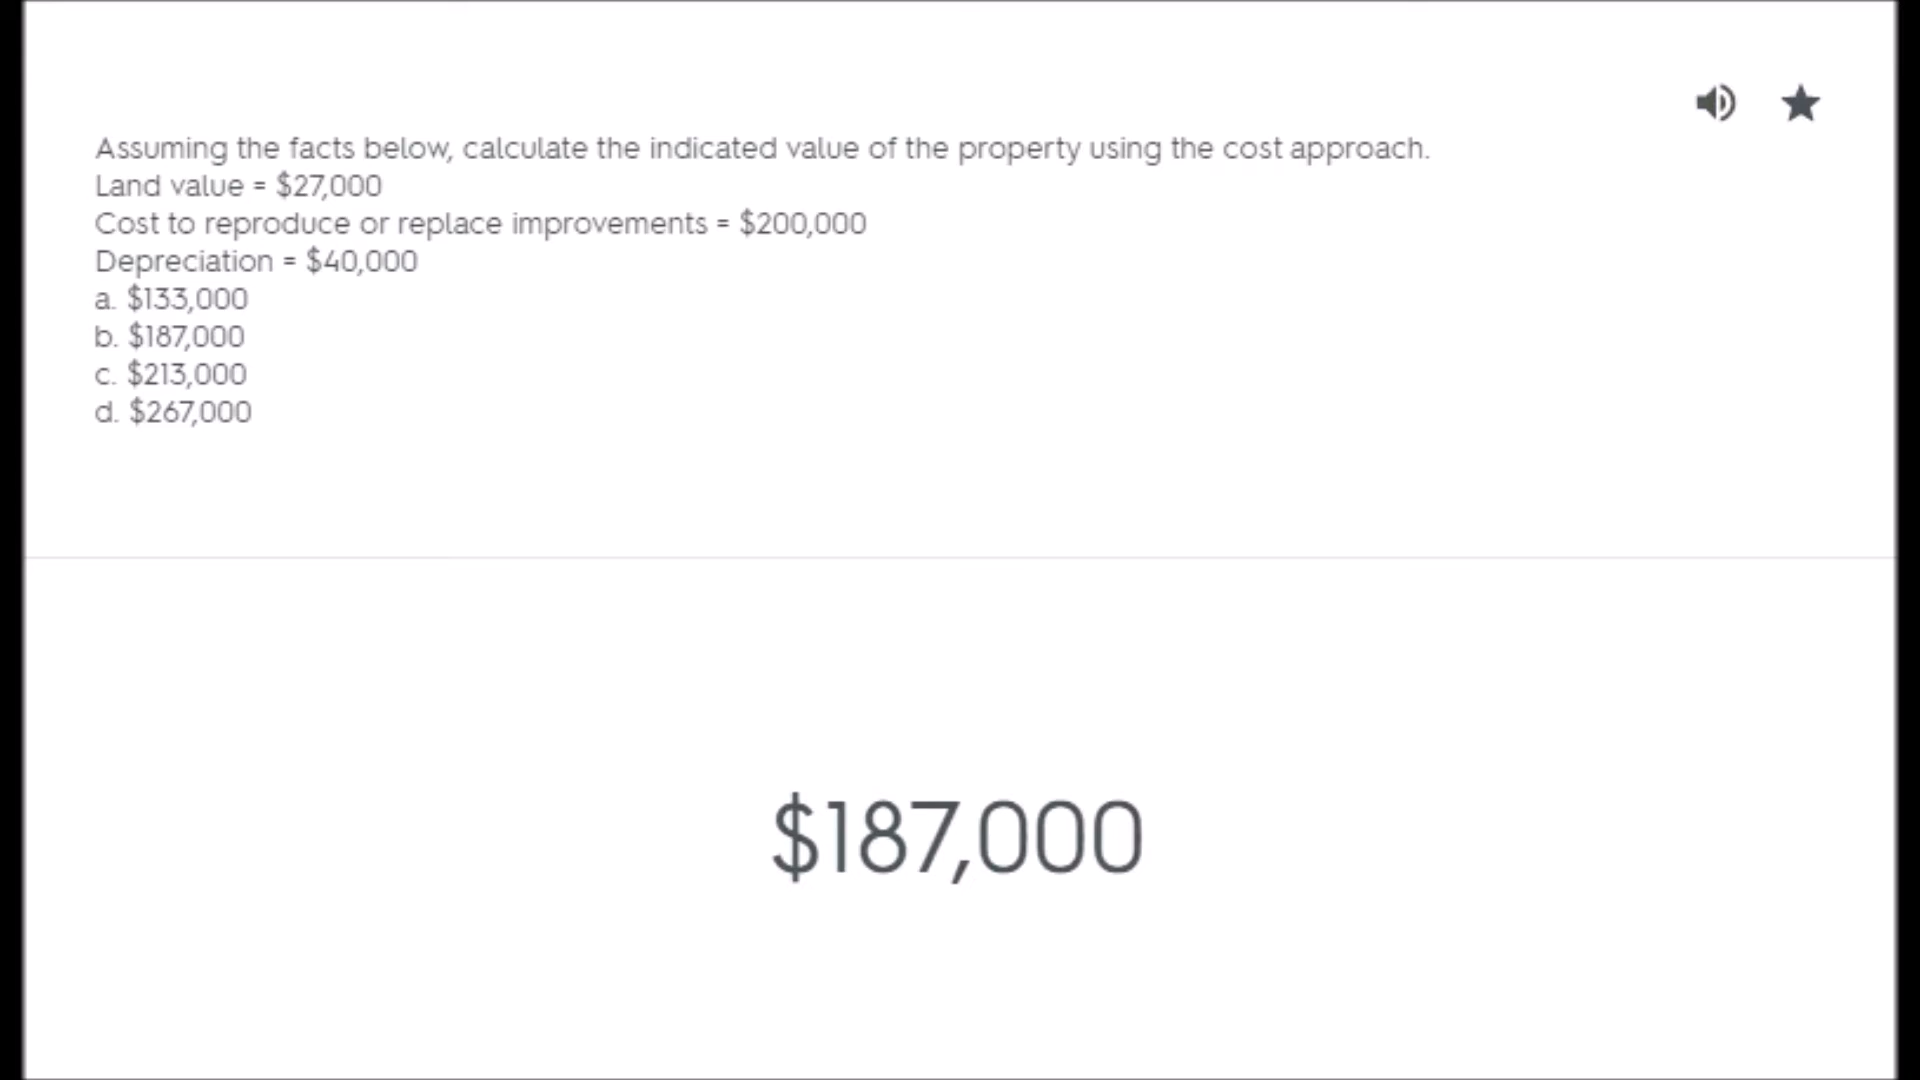 Assuming the facts below, calculate the indicated value of the property using the cost approach.
Land value = $27,000
Cost to reproduce or replace improvements = $200,000
Depreciation = $40,000
a. $133,000
b. $187,000
c. $213,000
d. $267,000
$187,000